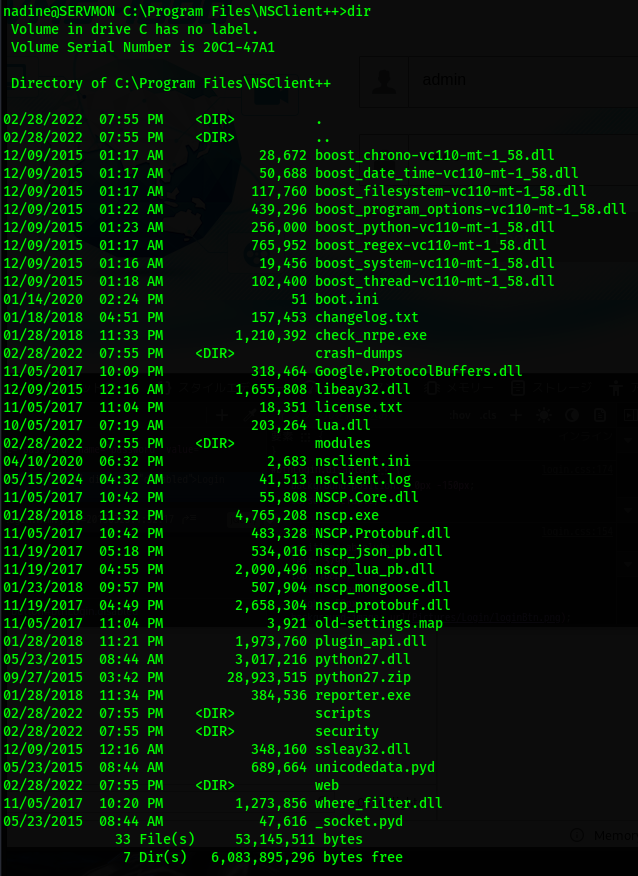 nadine@SERVMON C:\Program Files\NSClient++>dir
 Volume in drive C has no label.
 Volume Serial Number is 20C1-47A1

 Directory of C:\Program Files\NSClient++

02/28/2022  07:55 PM    <DIR>          .
02/28/2022  07:55 PM    <DIR>          ..
12/09/2015  01:17 AM            28,672 boost_chrono-vc110-mt-1_58.dll
12/09/2015  01:17 AM            50,688 boost_date_time-vc110-mt-1_58.dll
12/09/2015  01:17 AM           117,760 boost_filesystem-vc110-mt-1_58.dll
12/09/2015  01:22 AM           439,296 boost_program_options-vc110-mt-1_58.dll
12/09/2015  01:23 AM           256,000 boost_python-vc110-mt-1_58.dll
12/09/2015  01:17 AM           765,952 boost_regex-vc110-mt-1_58.dll
12/09/2015  01:16 AM            19,456 boost_system-vc110-mt-1_58.dll
12/09/2015  01:18 AM           102,400 boost_thread-vc110-mt-1_58.dll
01/14/2020  02:24 PM                51 boot.ini
01/18/2018  04:51 PM           157,453 changelog.txt
01/28/2018  11:33 PM         1,210,392 check_nrpe.exe
02/28/2022  07:55 PM    <DIR>          crash-dumps
11/05/2017  10:09 PM           318,464 Google.ProtocolBuffers.dll
12/09/2015  12:16 AM         1,655,808 libeay32.dll
11/05/2017  11:04 PM            18,351 license.txt
10/05/2017  07:19 AM           203,264 lua.dll
02/28/2022  07:55 PM    <DIR>          modules
04/10/2020  06:32 PM             2,683 nsclient.ini
05/15/2024  04:32 AM            41,513 nsclient.log
11/05/2017  10:42 PM            55,808 NSCP.Core.dll
01/28/2018  11:32 PM         4,765,208 nscp.exe
11/05/2017  10:42 PM           483,328 NSCP.Protobuf.dll
11/19/2017  05:18 PM           534,016 nscp_json_pb.dll
11/19/2017  04:55 PM         2,090,496 nscp_lua_pb.dll
01/23/2018  09:57 PM           507,904 nscp_mongoose.dll
11/19/2017  04:49 PM         2,658,304 nscp_protobuf.dll
11/05/2017  11:04 PM             3,921 old-settings.map
01/28/2018  11:21 PM         1,973,760 plugin_api.dll
05/23/2015  08:44 AM         3,017,216 python27.dll
09/27/2015  03:42 PM        28,923,515 python27.zip
01/28/2018  11:34 PM           384,536 reporter.exe
02/28/2022  07:55 PM    <DIR>          scripts
02/28/2022  07:55 PM    <DIR>          security
12/09/2015  12:16 AM           348,160 ssleay32.dll
05/23/2015  08:44 AM           689,664 unicodedata.pyd
02/28/2022  07:55 PM    <DIR>          web
11/05/2017  10:20 PM         1,273,856 where_filter.dll
05/23/2015  08:44 AM            47,616 _socket.pyd
              33 File(s)     53,145,511 bytes
               7 Dir(s)   6,083,895,296 bytes free
admin